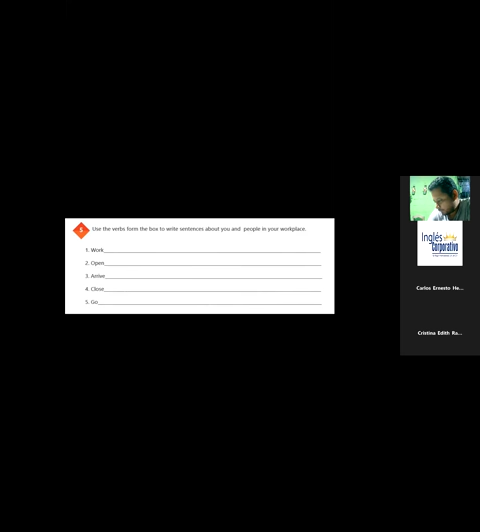 5
Use the verbs form the box to write sentences about you and people in your workplace.
1. Work
2. Open
3. Arrive
4. Close
5. Go
Inglés
Corporativo
Carlos Ernesto He...
Cristina Edith Ra...